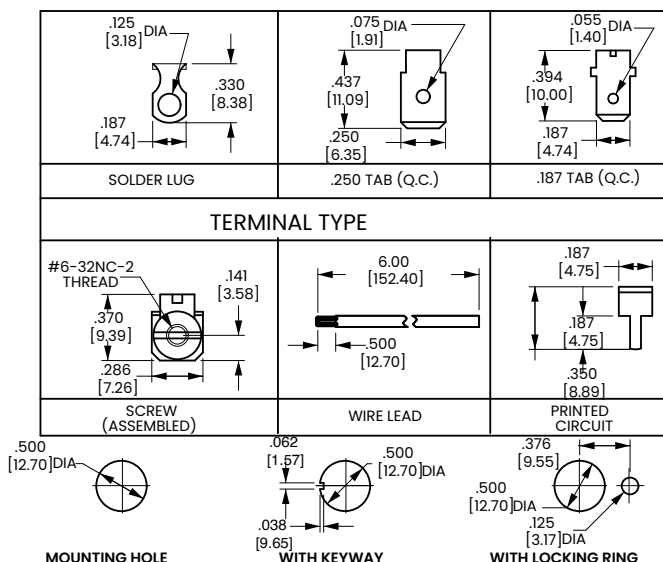 .125
[3.18]
DIA
.330
[8.38]
.187
[4.74]
SOLDER LUG
.075
[1.91]
DIA
.437
[11.09]
.250
[6.35]
.250 TAB (Q.C.)
.055
[1.40]
DIA
.394
[10.00]
.187
[4.74]
.187 TAB (Q.C.)
TERMINAL TYPE
#6-32NC-2
THREAD
.141
[3.58]
.370
[9.39]
.286
[7.26]
SCREW
(ASSEMBLED)
6.00
[152.40]
.500
[12.70]
WIRE LEAD
.187
[4.75]
.187
[4.75]
.350
[8.89]
PRINTED
CIRCUIT
.500
[12.70]DIA
MOUNTING HOLE
.062
[1.57]
.500
[12.70]DIA
.038
[9.65]
WITH KEYWAY
.376
[9.55]
.500
[12.70]DIA
.125
[3.17]DIA
WITH LOCKING RING